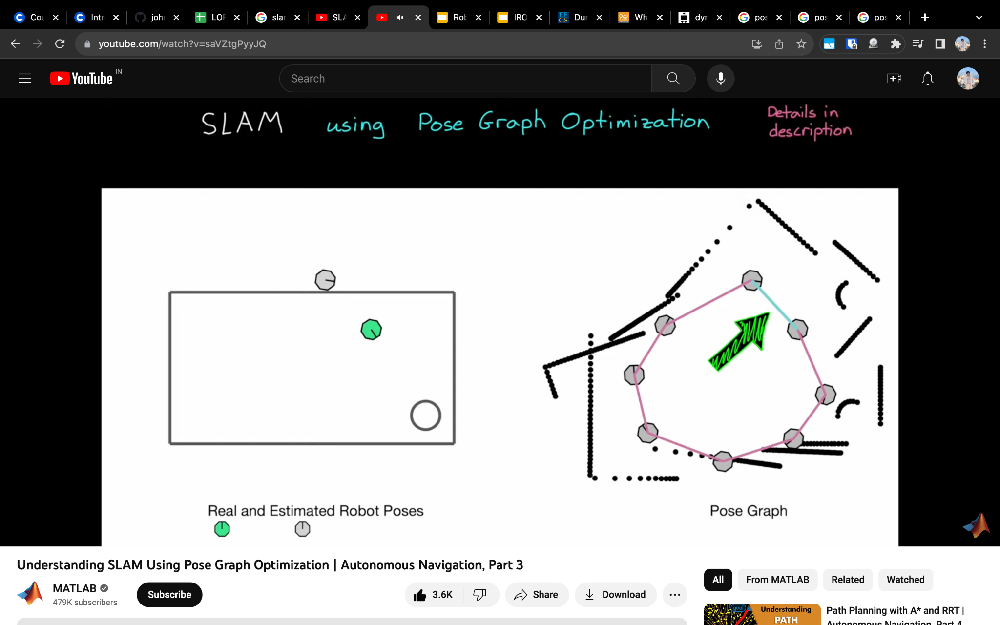 Cou
Intr
joh
LOF
slar
SLA
Rob
IRO
Dur
Wh
dyr
pos
pos
pos
youtube.com/watch?v=saVZtgPyyJQ
YouTube IN
Search
SLAM using Pose Graph Optimization
Details in
description
Real and Estimated Robot Poses
Pose Graph
Understanding SLAM Using Pose Graph Optimization | Autonomous Navigation, Part 3
MATLAB
479K subscribers
Subscribe
3.6K
Share
Download
All
From MATLAB
Related
Watched
goal
Understanding
PATH
Path Planning with A* and RRT |
Autonomous Navigation, Part 4